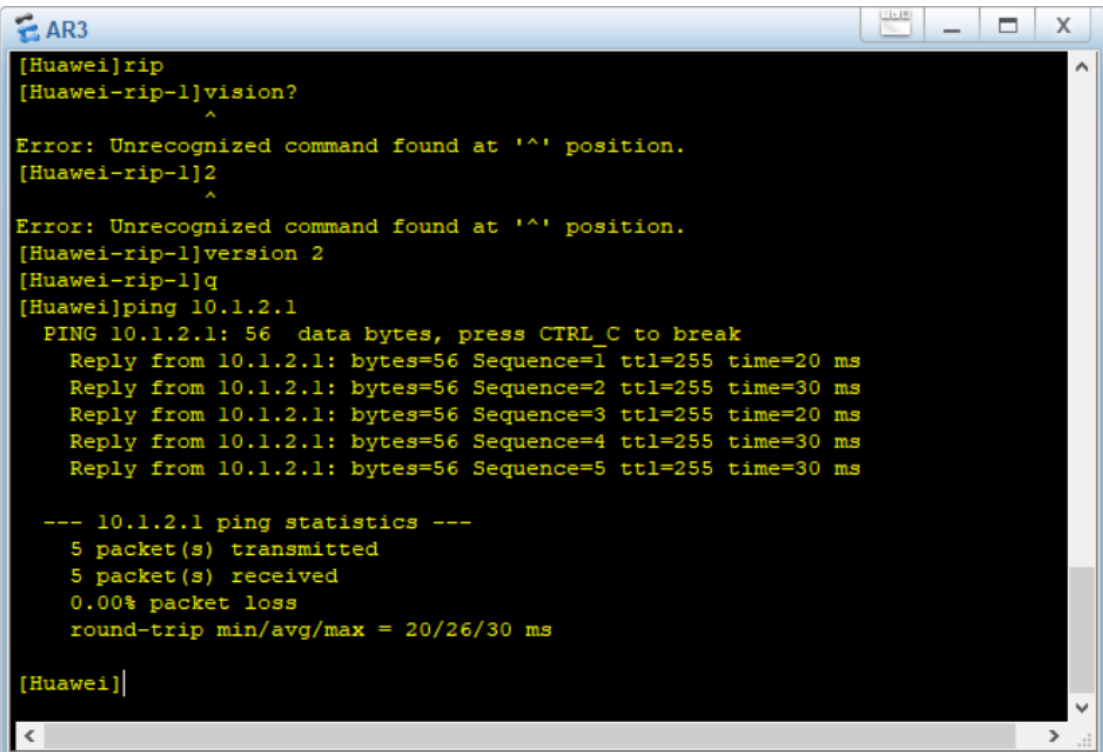 AR3
[Huawei]rip
[Huawei-rip-1]vision?
^
Error: Unrecognized command found at '^' position.
[Huawei-rip-1]2
^
Error: Unrecognized command found at '^' position.
[Huawei-rip-1]version 2
[Huawei-rip-1]q
[Huawei]ping 10.1.2.1
PING 10.1.2.1: 56  data bytes, press CTRL_C to break
Reply from 10.1.2.1: bytes=56 Sequence=1 ttl=255 time=20 ms
Reply from 10.1.2.1: bytes=56 Sequence=2 ttl=255 time=30 ms
Reply from 10.1.2.1: bytes=56 Sequence=3 ttl=255 time=20 ms
Reply from 10.1.2.1: bytes=56 Sequence=4 ttl=255 time=30 ms
Reply from 10.1.2.1: bytes=56 Sequence=5 ttl=255 time=30 ms
--- 10.1.2.1 ping statistics ---
5 packet(s) transmitted
5 packet(s) received
0.00% packet loss
round-trip min/avg/max = 20/26/30 ms
[Huawei]